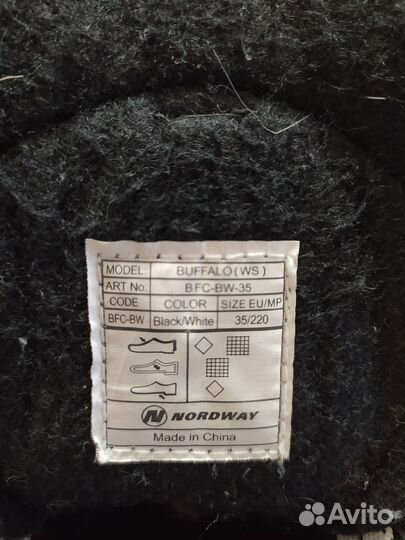 MODEL: BUFFALO(WS)
ART No: BFC-BW-35
CODE COLOR SIZE EU/MP
BFC-BW Black/White 35/220
NORDWAY
Made in China
Avito